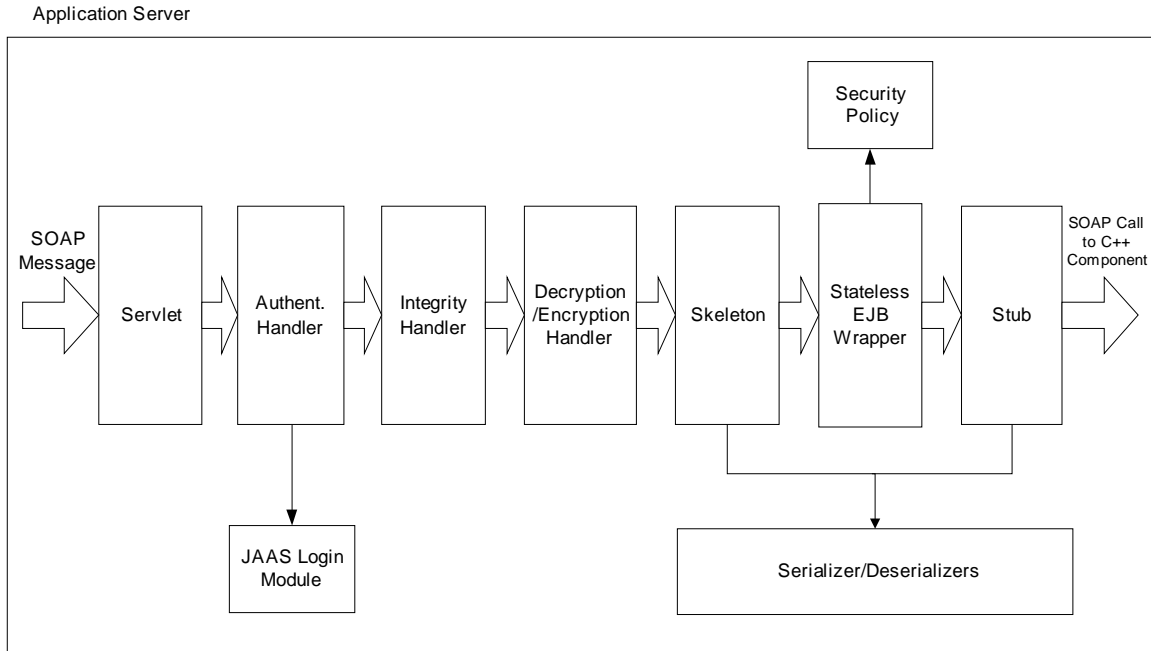 Application Server
Security
Policy
SOAP
Message
Servlet
Authent.
Handler
Integrity
Handler
Decryption
/Encryption
Handler
Skeleton
Stateless
EJB
Wrapper
Stub
SOAP Call
to C++
Component
JAAS Login
Module
Serializer/Deserializers